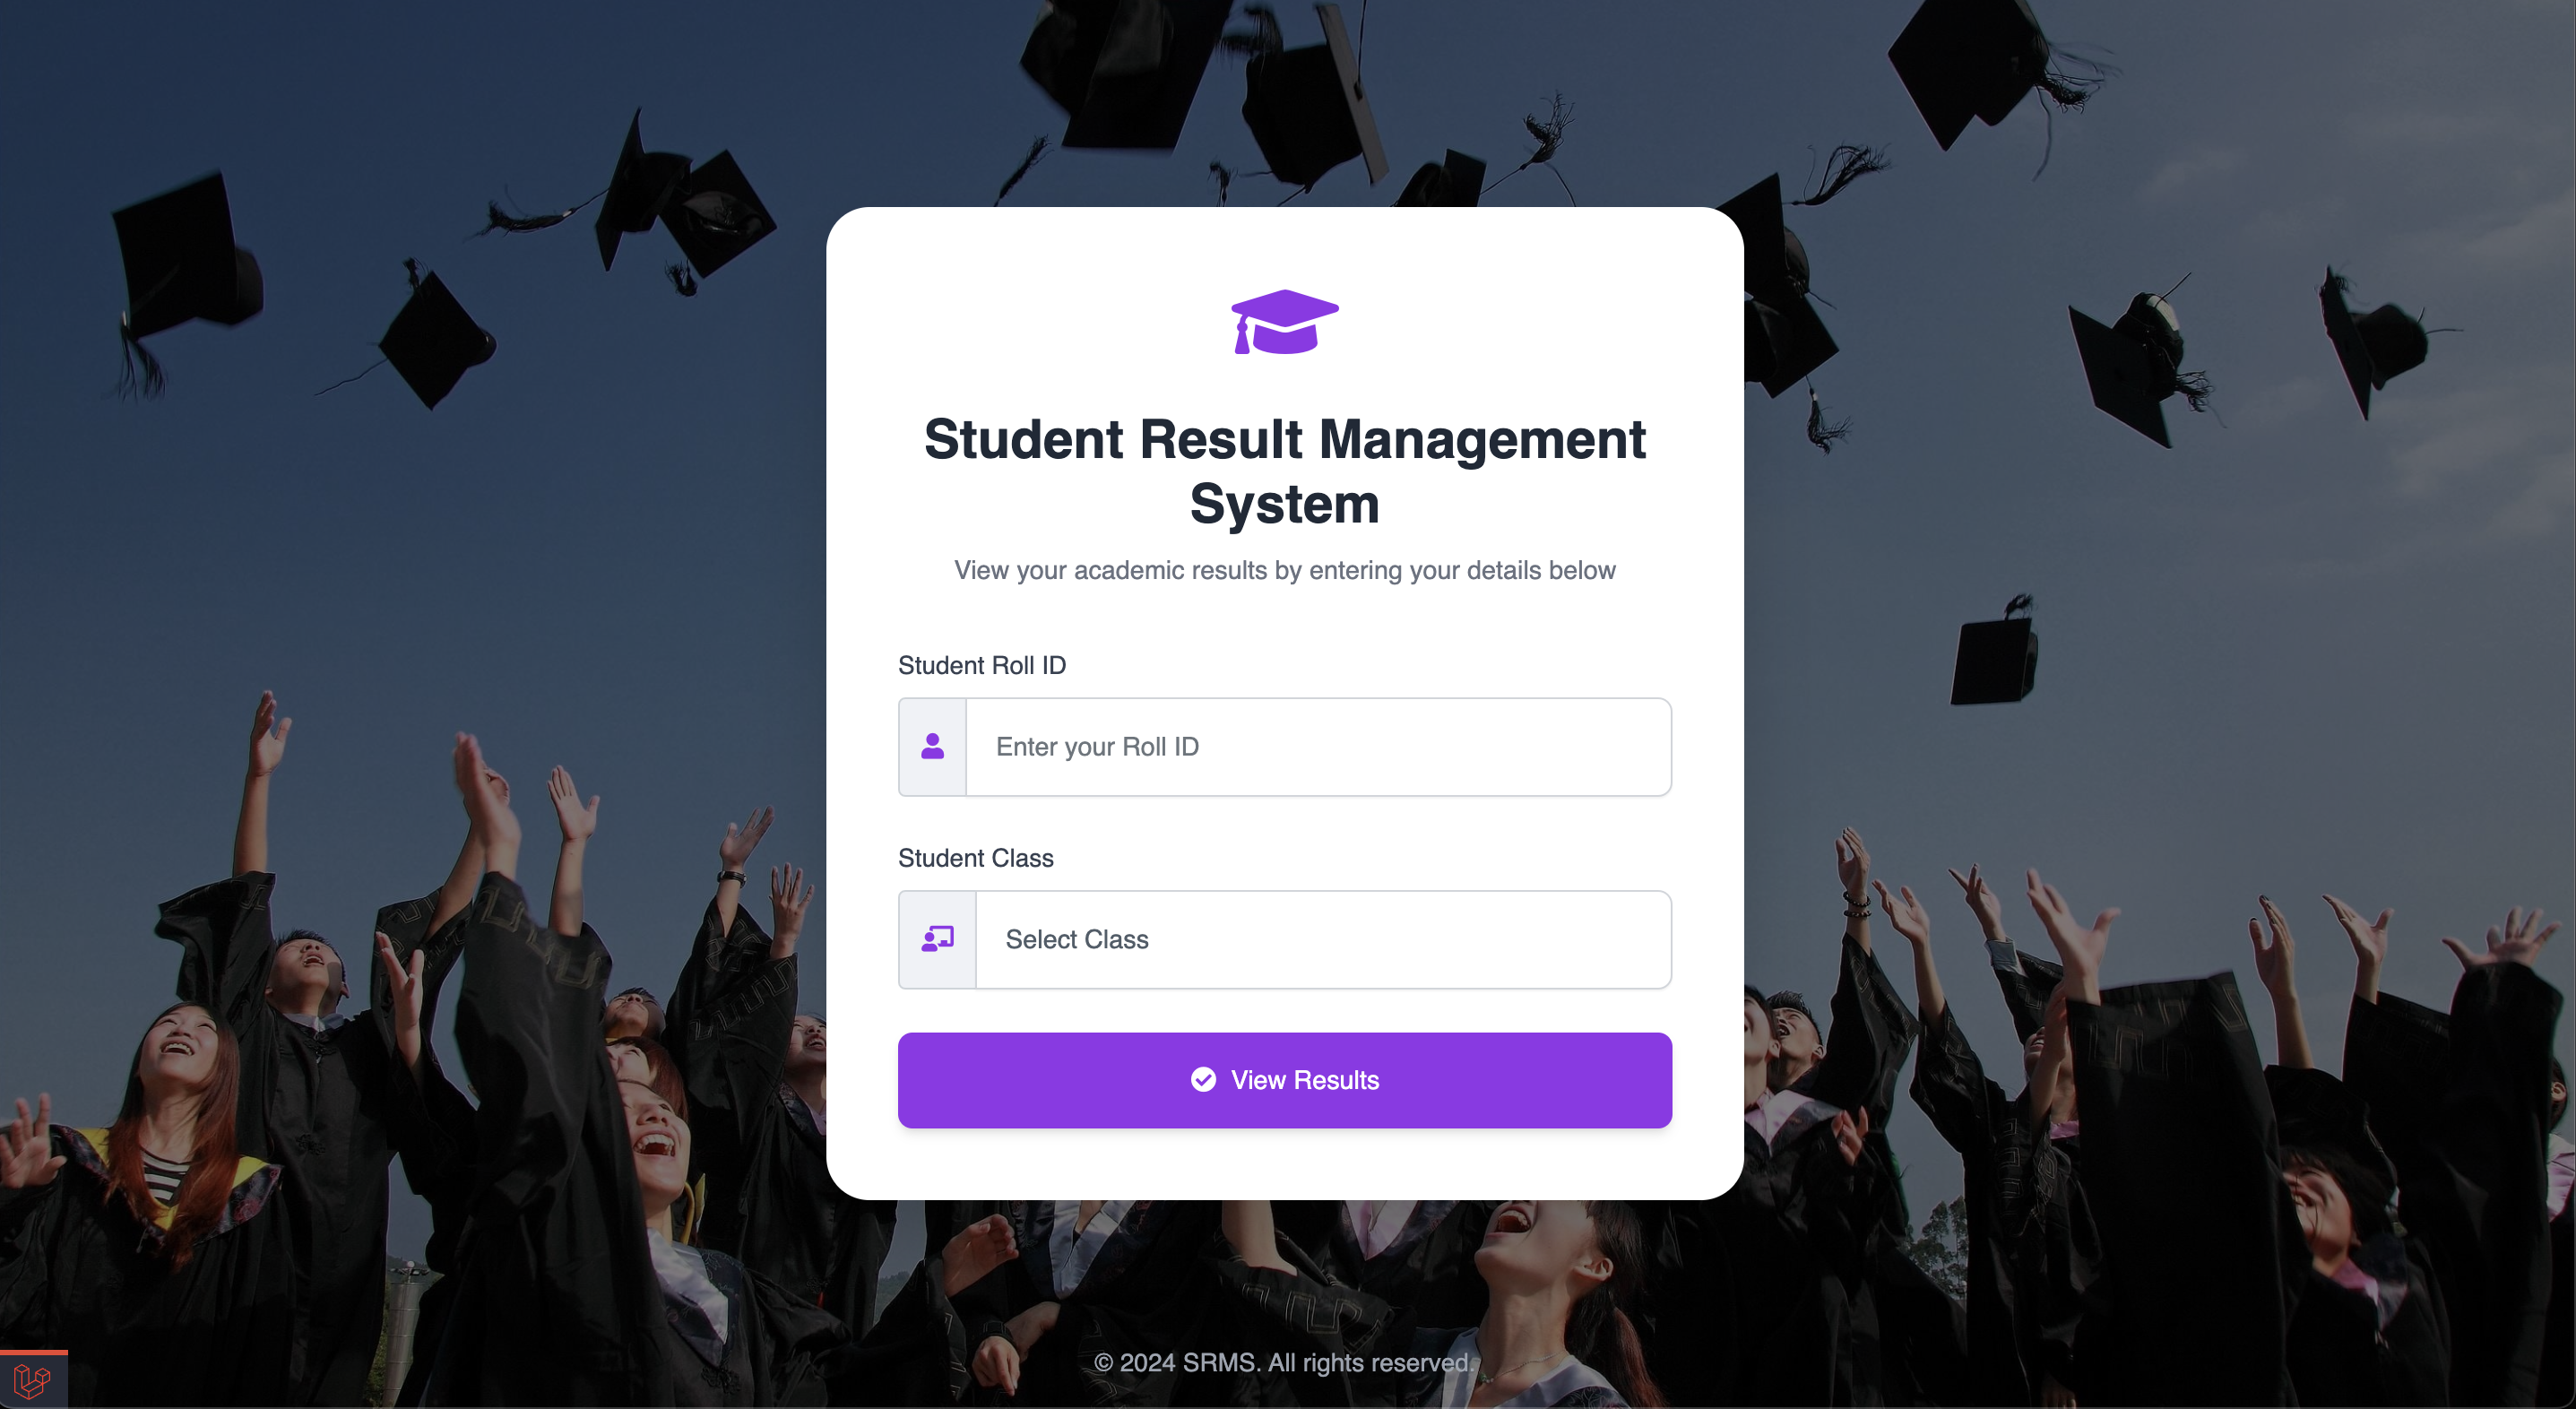 Student Result Management
System
View your academic results by entering your details below
Student Roll ID
Enter your Roll ID
Student Class
Select Class
View Results
© 2024 SRMS. All rights reserved.